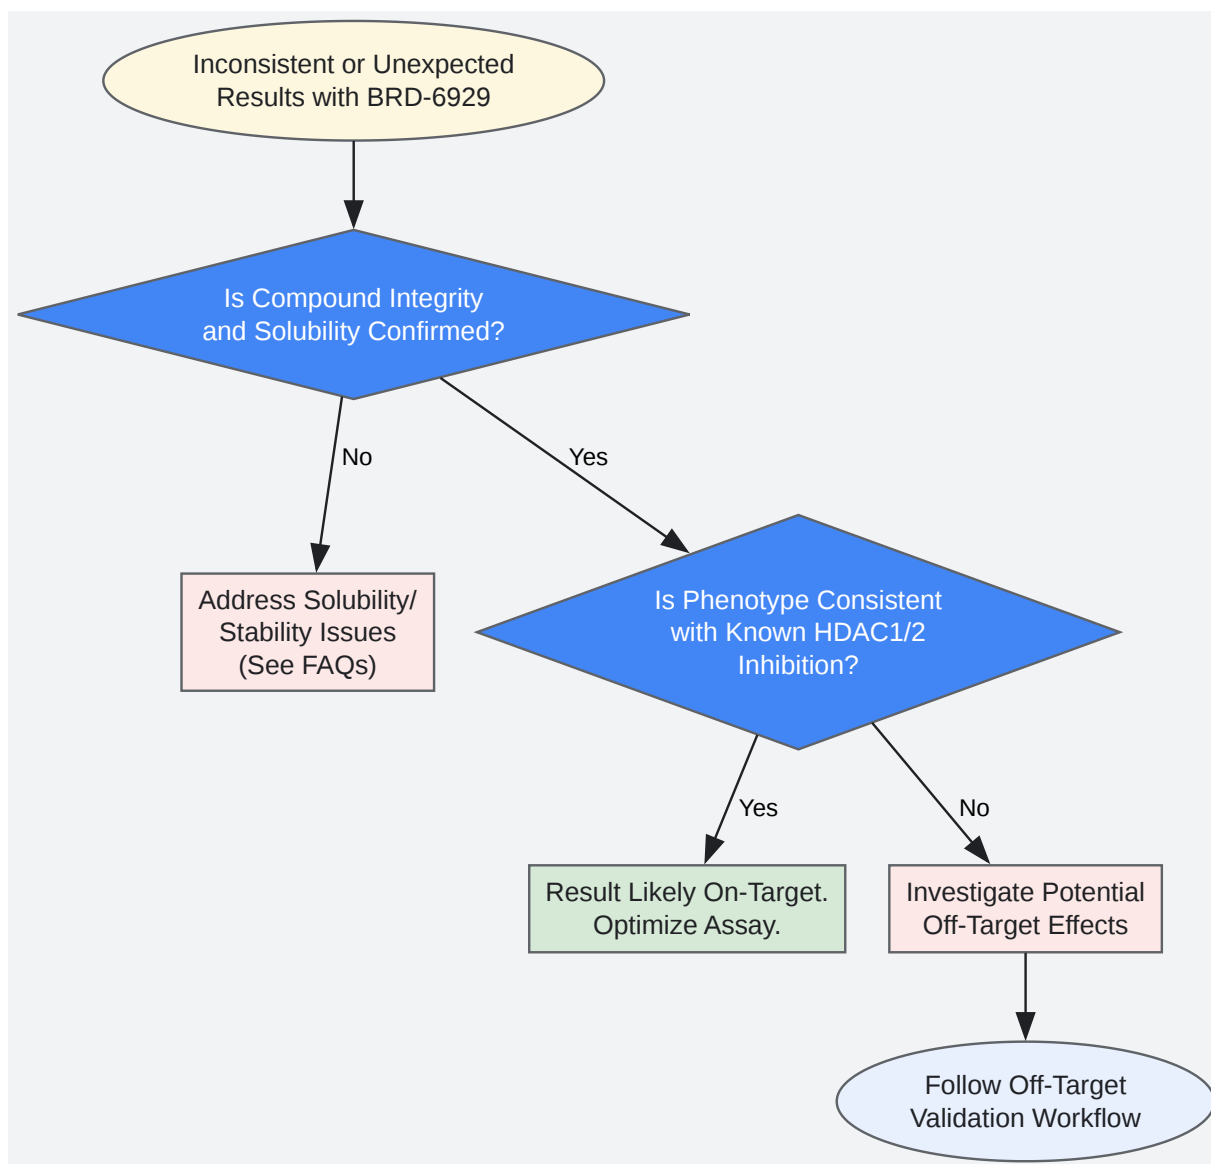 Inconsistent or Unexpected
Results with BRD-6929
Is Compound Integrity
and Solubility Confirmed?
No
Yes
Address Solubility/
Stability Issues
(See FAQs)
Is Phenotype Consistent
with Known HDAC1/2
Inhibition?
Yes
No
Result Likely On-Target.
Optimize Assay.
Investigate Potential
Off-Target Effects
Follow Off-Target
Validation Workflow